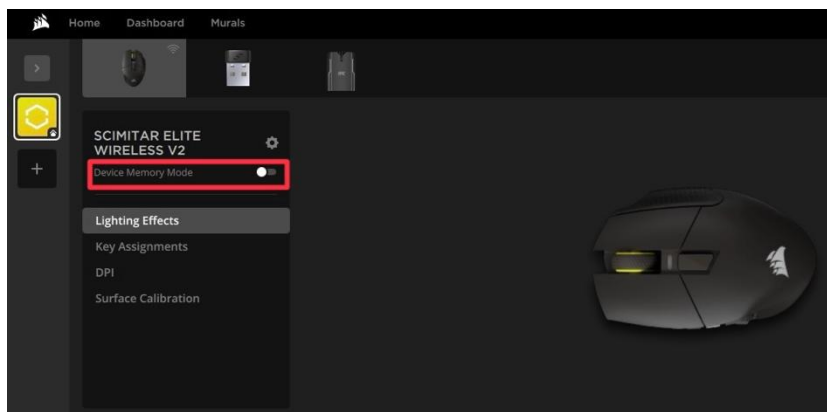 Home Dashboard Murals
SCIMITAR ELITE
WIRELESS V2
Device Memory Mode
Lighting Effects
Key Assignments
DPI
Surface Calibration